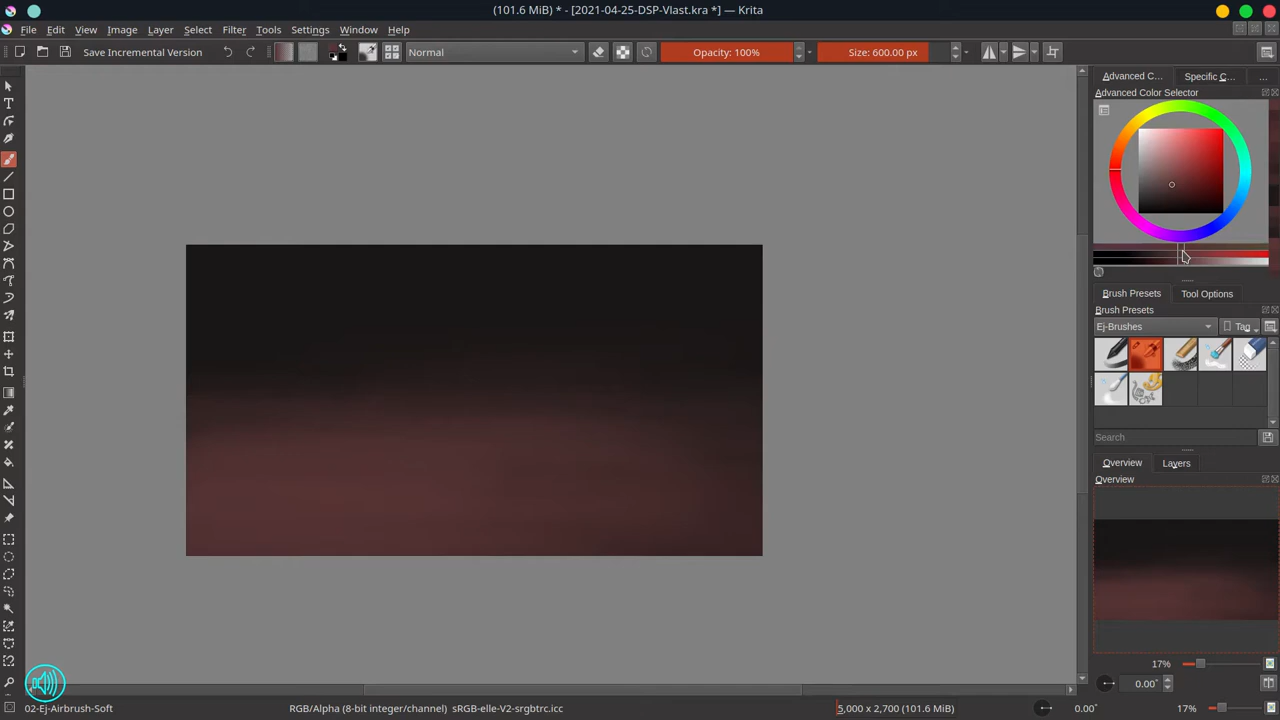 (101.6 MiB) * - [2021-04-25-DSP-Vlast.kra *] — Krita
File Edit View Image Layer Select Filter Tools Settings Window Help
Save Incremental Version Normal Opacity: 100% Size: 600.00 px
Advanced C... Specific C... ...
Advanced Color Selector
Brush Presets Tool Options
Brush Presets
Ej-Brushes Tag
Search
Overview Layers
Overview
17%
0.00°
02-Ej-Airbrush-Soft RGB/Alpha (8-bit integer/channel) sRGB-elle-V2-srgbtrc.icc 5,000 x 2,700 (101.6 MiB) 0.00° 17%